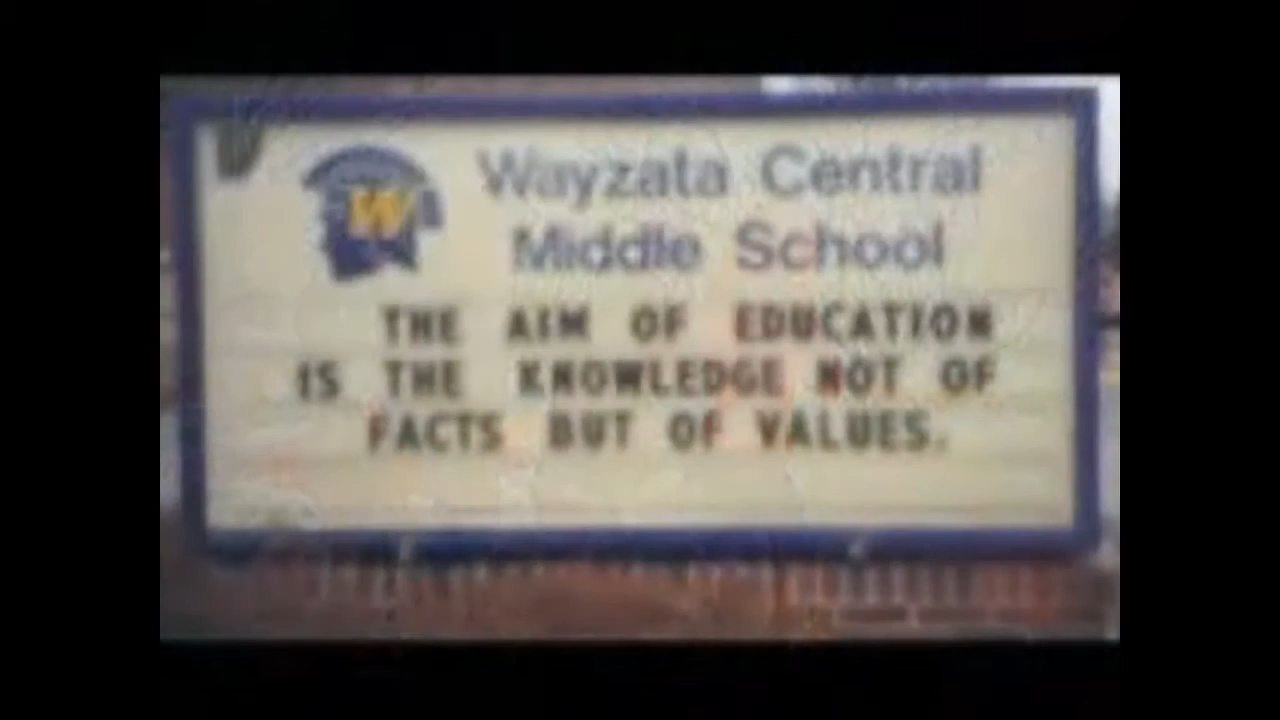 W
Wayzata Central
Middle School
THE AIM OF EDUCATION
IS THE KNOWLEDGE NOT OF
FACTS BUT OF VALUES.